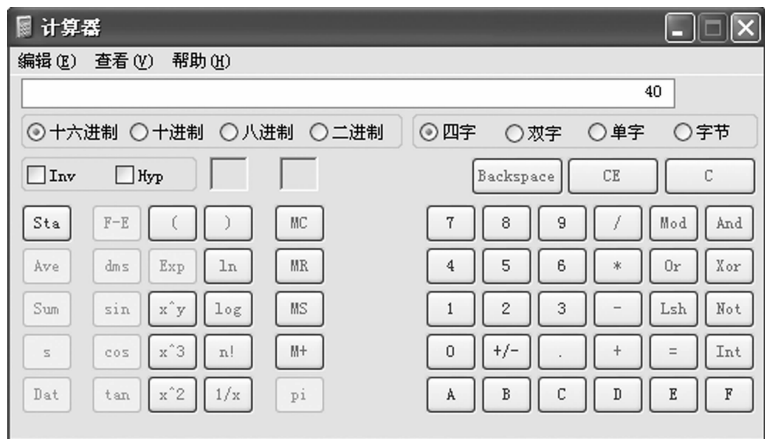 计算器
编辑(E) 查看(V) 帮助(H)
40
十六进制 十进制 八进制 二进制 四字 双字 单字 字节
Inv Hyp Backspace CE C
Sta F-E ( ) MC 7 8 9 / Mod And
Ave dms Exp ln MR 4 5 6 * Or Xor
Sum sin x^y log MS 1 2 3 - Lsh Not
s cos x^3 n! M+ 0 +/- . + = Int
Dat tan x^2 1/x pi A B C D E F